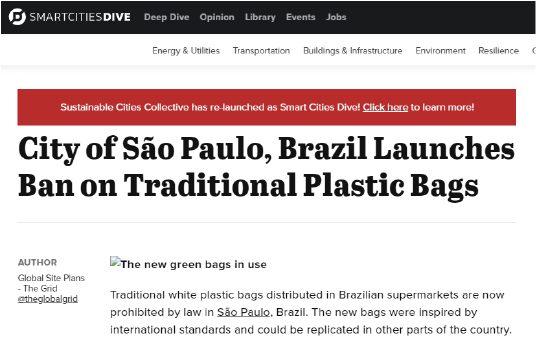 SMARTCITIESDIVE Deep Dive Opinion Library Events Jobs
Energy & Utilities Transportation Buildings & Infrastructure Environment Resilience
Sustainable Cities Collective has re-launched as Smart Cities Dive! Click here to learn more!
City of São Paulo, Brazil Launches
Ban on Traditional Plastic Bags
AUTHOR
Global Site Plans
- The Grid
@theglobalgrid
The new green bags in use
Traditional white plastic bags distributed in Brazilian supermarkets are now
prohibited by law in São Paulo, Brazil. The new bags were inspired by
international standards and could be replicated in other parts of the country.